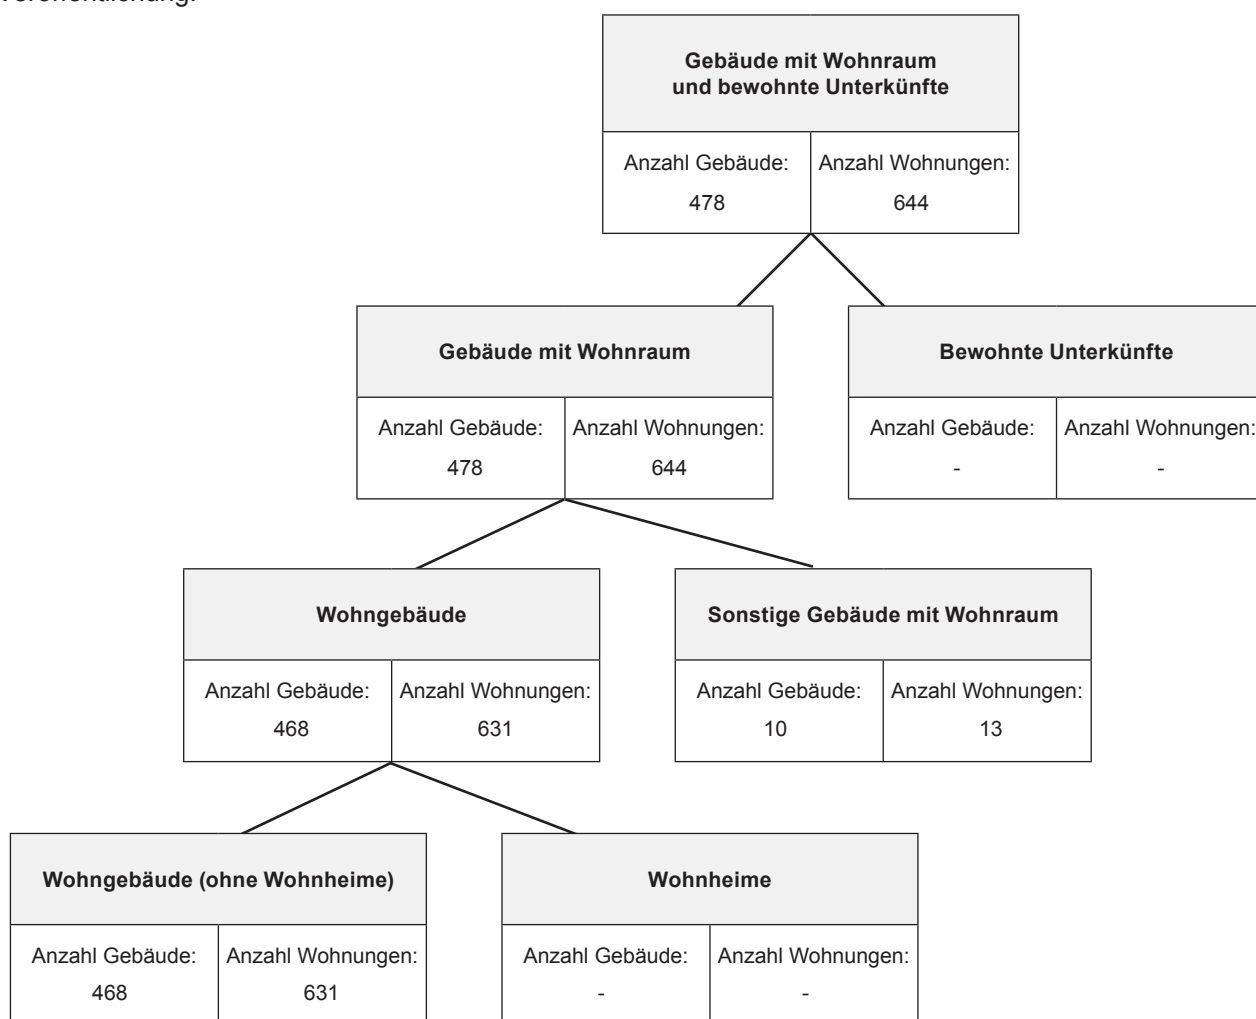 Veröffentlichung.
Gebäude mit Wohnraum
und bewohnte Unterkünfte
Anzahl Gebäude: Anzahl Wohnungen:
478 644
Gebäude mit Wohnraum
Anzahl Gebäude: Anzahl Wohnungen:
478 644
Bewohnte Unterkünfte
Anzahl Gebäude: Anzahl Wohnungen:
- -
Wohngebäude
Anzahl Gebäude: Anzahl Wohnungen:
468 631
Sonstige Gebäude mit Wohnraum
Anzahl Gebäude: Anzahl Wohnungen:
10 13
Wohngebäude (ohne Wohnheime)
Anzahl Gebäude: Anzahl Wohnungen:
468 631
Wohnheime
Anzahl Gebäude: Anzahl Wohnungen:
- -